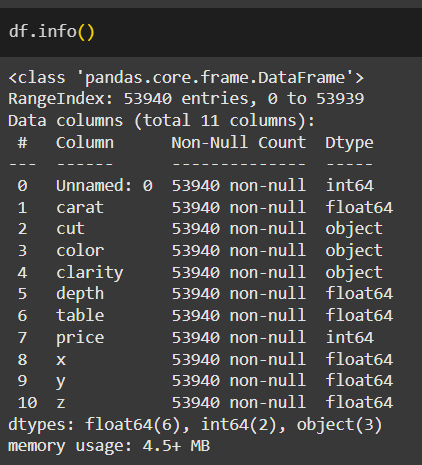 df.info()
<class 'pandas.core.frame.DataFrame'>
RangeIndex: 53940 entries, 0 to 53939
Data columns (total 11 columns):
 #   Column      Non-Null Count  Dtype
---  ------      --------------  -----
 0   Unnamed: 0  53940 non-null  int64
 1   carat       53940 non-null  float64
 2   cut         53940 non-null  object
 3   color       53940 non-null  object
 4   clarity     53940 non-null  object
 5   depth       53940 non-null  float64
 6   table       53940 non-null  float64
 7   price       53940 non-null  int64
 8   x           53940 non-null  float64
 9   y           53940 non-null  float64
 10  z           53940 non-null  float64
dtypes: float64(6), int64(2), object(3)
memory usage: 4.5+ MB